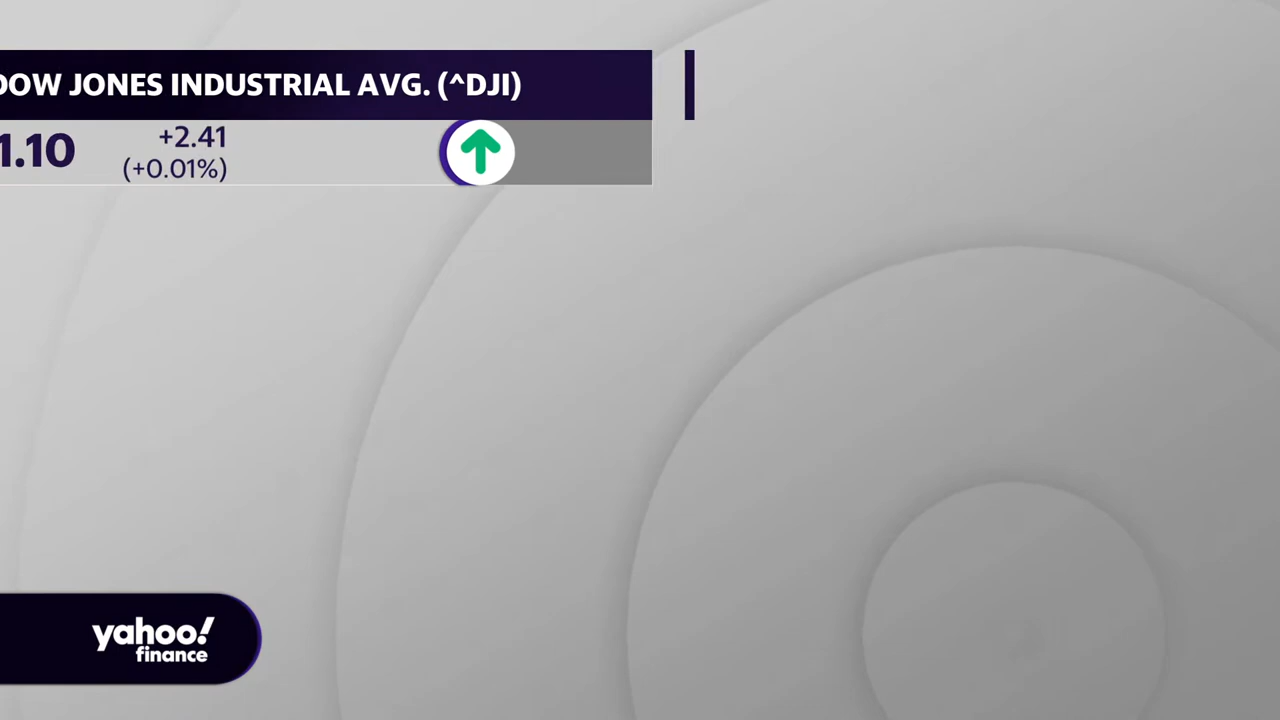 DOW JONES INDUSTRIAL AVG. (^DJI)
1.10
+2.41
(+0.01%)
yahoo!
finance